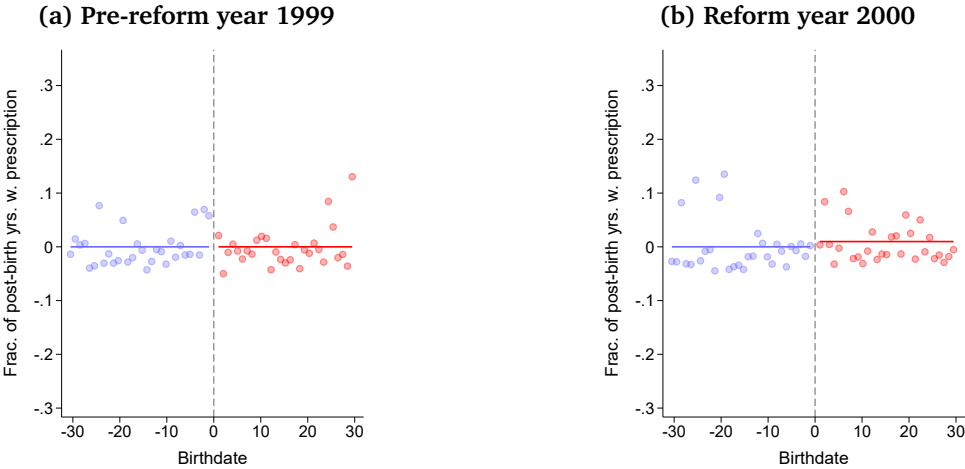 (a) Pre-reform year 1999
Frac. of post-birth yrs. w. prescription
.3
.2
.1
0
-.1
-.2
-.3
-30 -20 -10 0 10 20 30
Birthdate
(b) Reform year 2000
Frac. of post-birth yrs. w. prescription
.3
.2
.1
0
-.1
-.2
-.3
-30 -20 -10 0 10 20 30
Birthdate